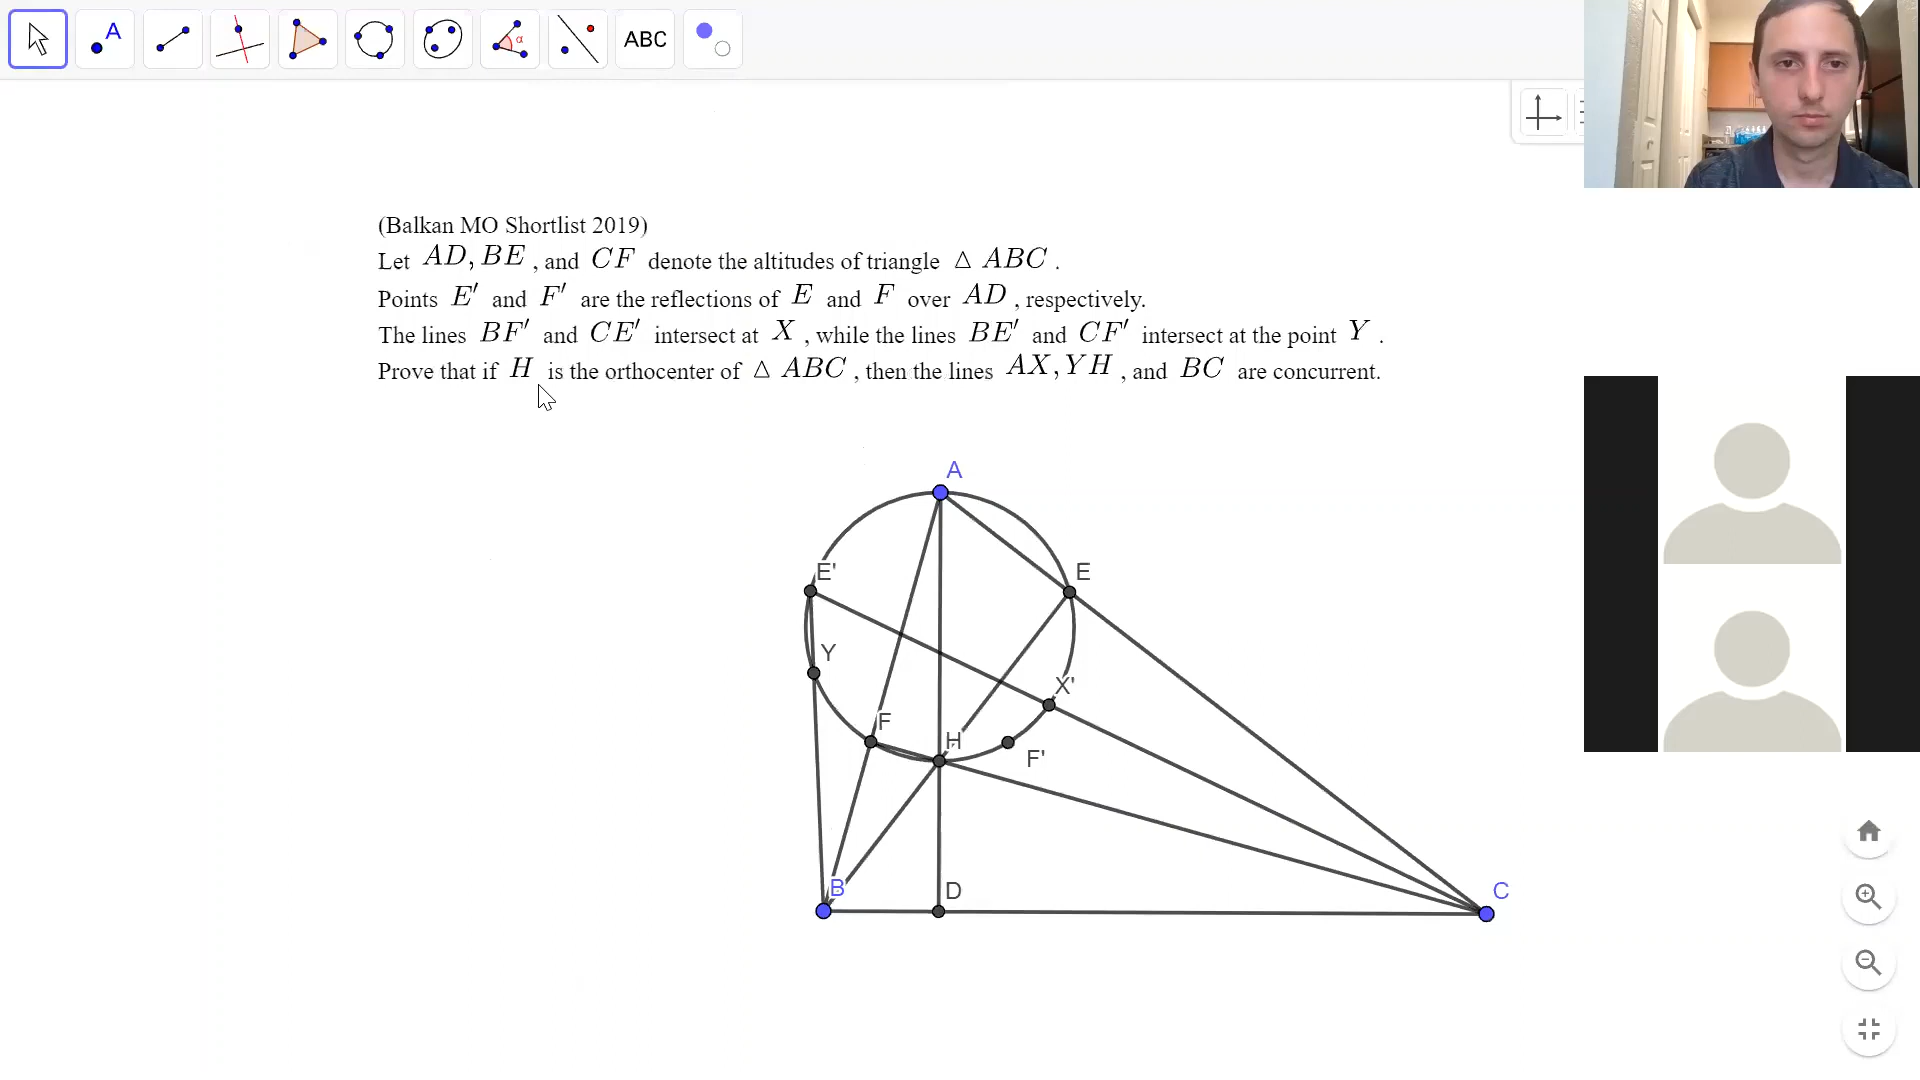 A
α
ABC
(Balkan MO Shortlist 2019)
Let AD, BE , and CF denote the altitudes of triangle △ ABC .
Points E′ and F′ are the reflections of E and F over AD , respectively.
The lines BF′ and CE′ intersect at X , while the lines BE′ and CF′ intersect at the point Y .
Prove that if H is the orthocenter of △ ABC , then the lines AX, YH , and BC are concurrent.
A
E'
E
Y
X'
F
H
F'
B
D
C